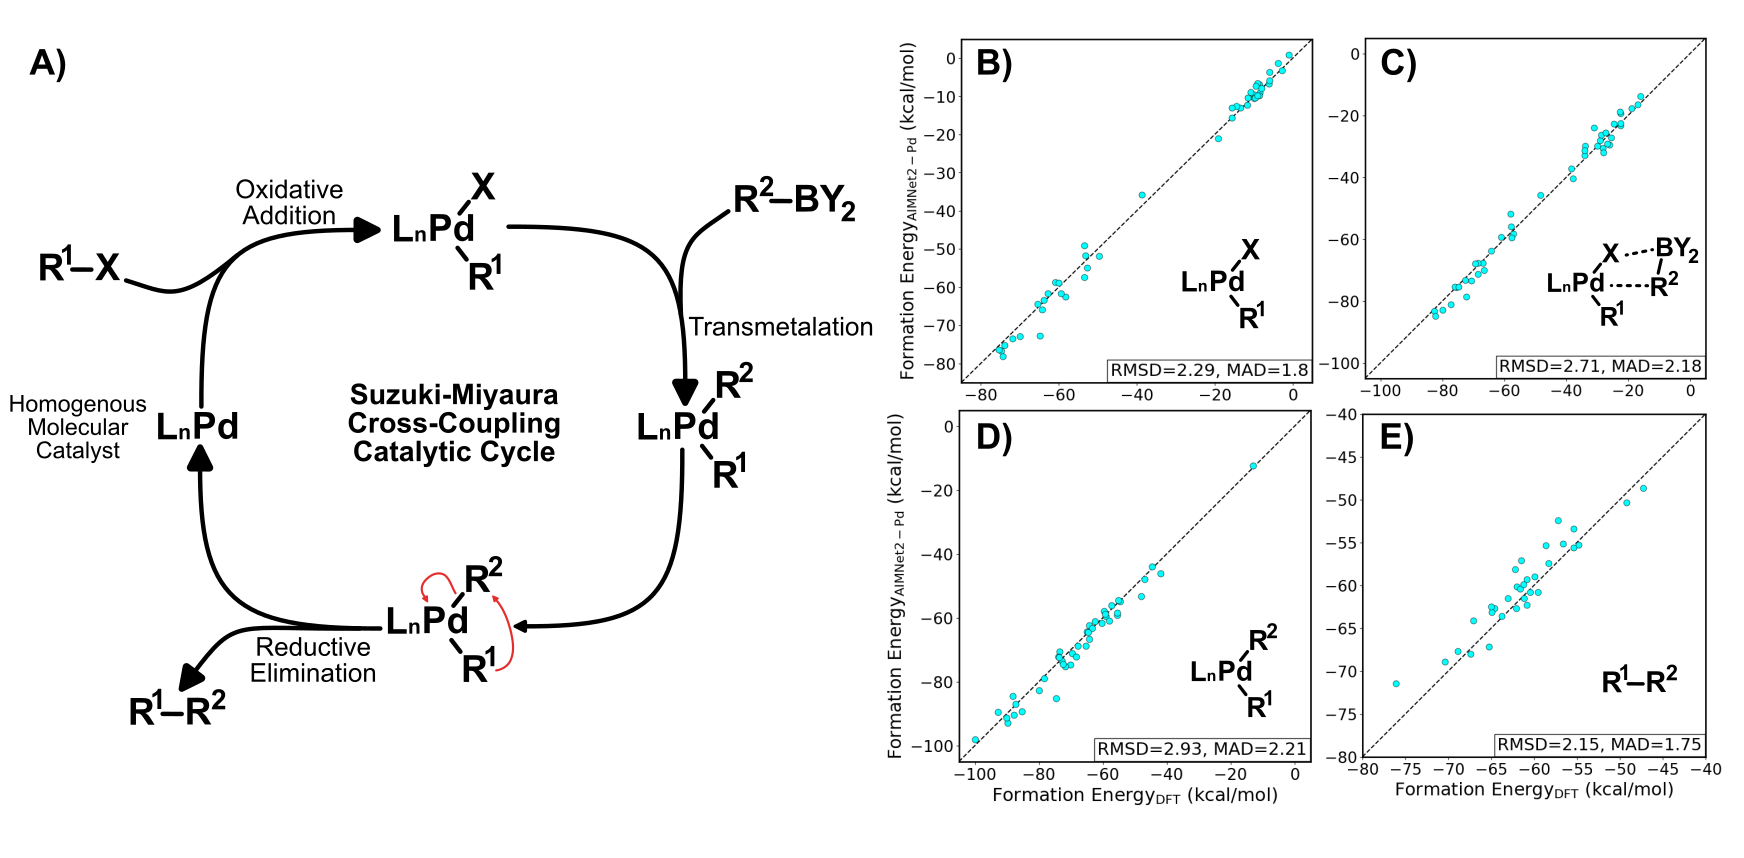 A)
Oxidative
Addition
LₙPd
X
R¹
R²–BY₂
R¹–X
Transmetalation
Homogenous
Molecular
Catalyst
LₙPd
Suzuki-Miyaura
Cross-Coupling
Catalytic Cycle
LₙPd
R²
R¹
LₙPd
R²
R¹
Reductive
Elimination
R¹–R²
B)
Formation Energy_AIMNet2−Pd (kcal/mol)
0
−10
−20
−30
−40
−50
−60
−70
−80
X
LₙPd
R¹
RMSD=2.29, MAD=1.8
−80 −60 −40 −20 0
C)
0
−20
−40
−60
−80
−100
X BY₂
LₙPd R²
R¹
RMSD=2.71, MAD=2.18
−100 −80 −60 −40 −20 0
D)
Formation Energy_AIMNet2−Pd (kcal/mol)
0
−20
−40
−60
−80
−100
R²
LₙPd
R¹
RMSD=2.93, MAD=2.21
−100 −80 −60 −40 −20 0
Formation Energy_DFT (kcal/mol)
E)
−40
−45
−50
−55
−60
−65
−70
−75
−80
R¹–R²
RMSD=2.15, MAD=1.75
−80 −75 −70 −65 −60 −55 −50 −45 −40
Formation Energy_DFT (kcal/mol)